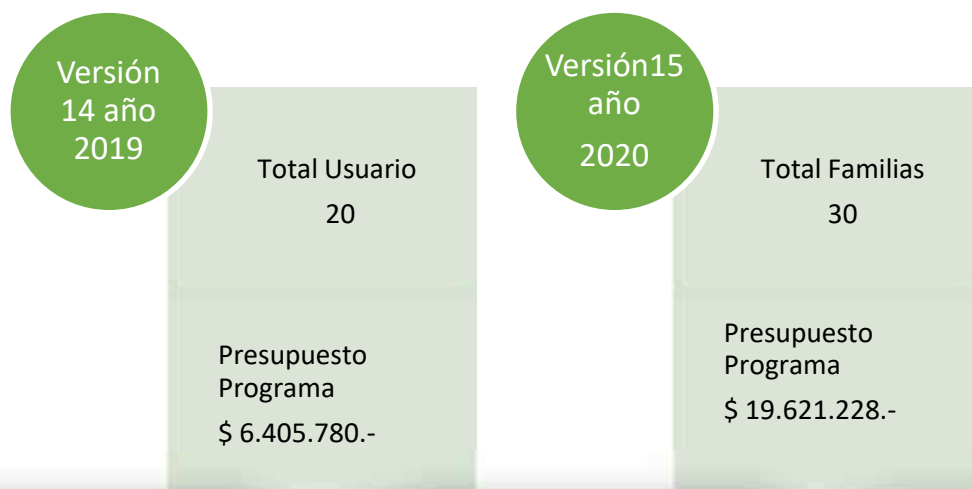 Versión
14 año
2019
Total Usuario
20
Presupuesto
Programa
$ 6.405.780.-
Versión15
año
2020
Total Familias
30
Presupuesto
Programa
$ 19.621.228.-